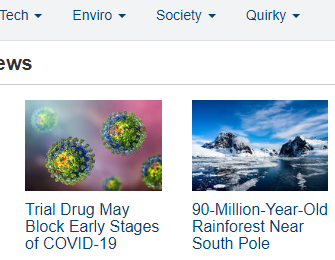 Tech Enviro Society Quirky
ews
Trial Drug May
Block Early Stages
of COVID-19
90-Million-Year-Old
Rainforest Near
South Pole